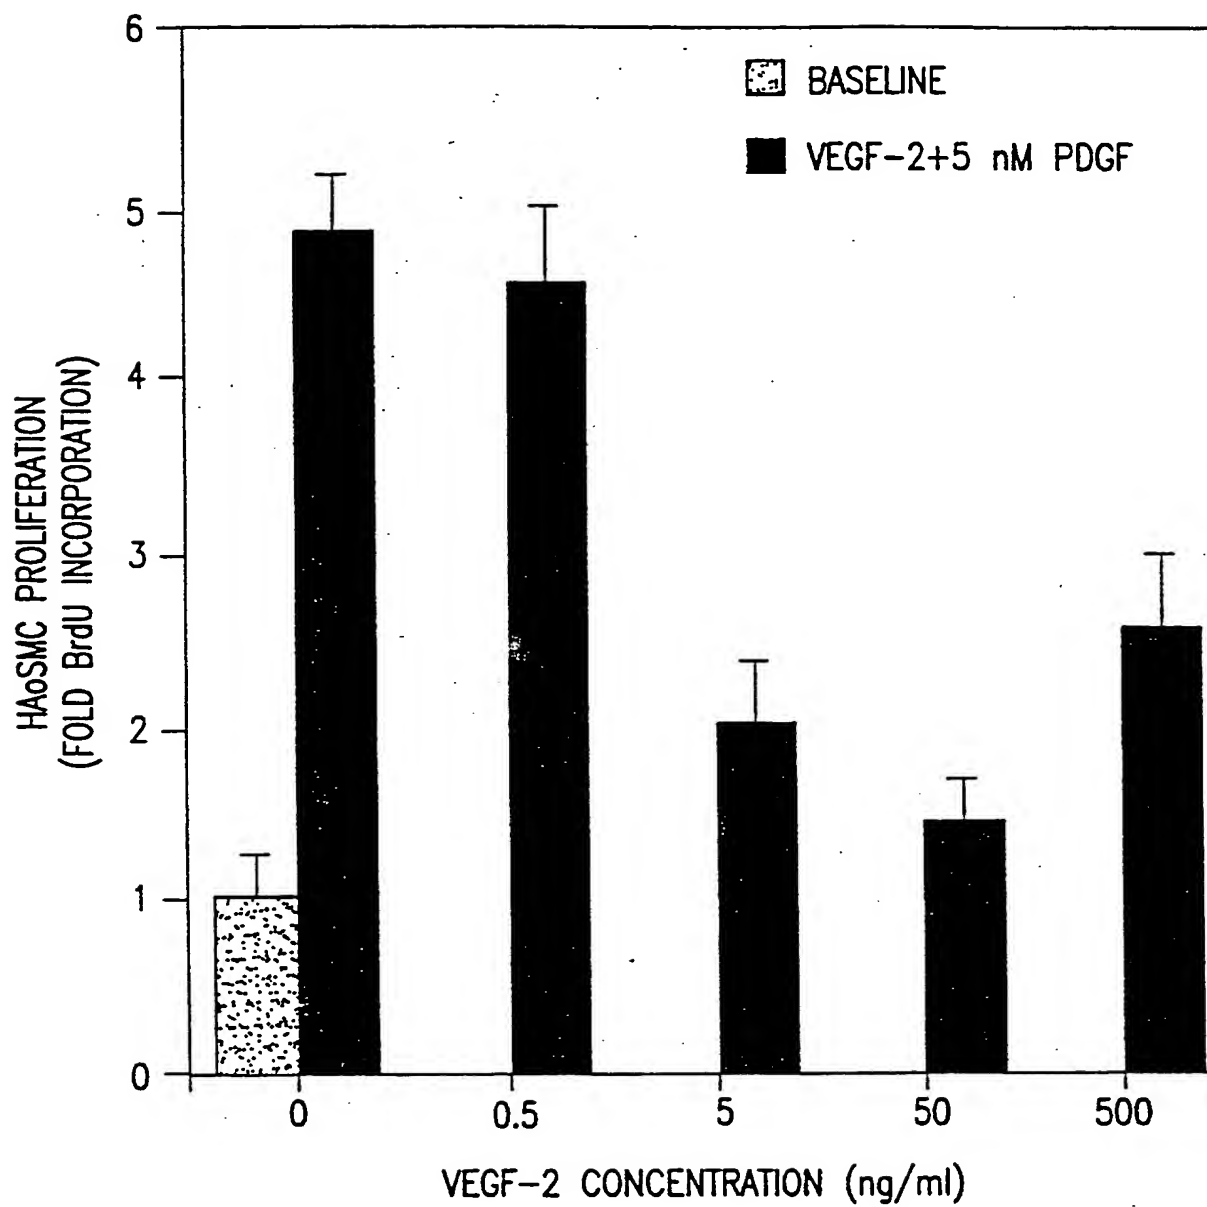 6
5
4
3
2
1
0
HAoSMC PROLIFERATION
(FOLD BrdU INCORPORATION)
BASELINE
VEGF-2+5 nM PDGF
0 0.5 5 50 500
VEGF-2 CONCENTRATION (ng/ml)